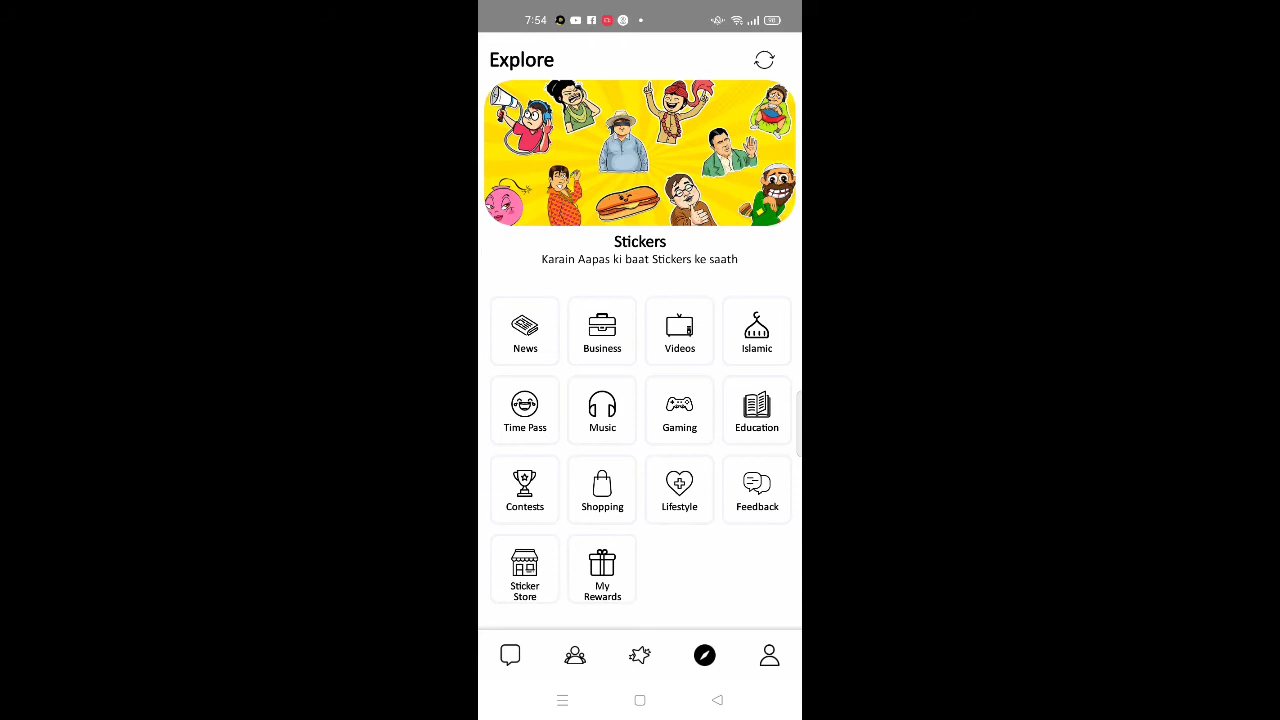 7:54
Explore
Stickers
Karain Aapas ki baat Stickers ke saath
News Business Videos Islamic
Time Pass Music Gaming Education
Contests Shopping Lifestyle Feedback
Sticker Store My Rewards